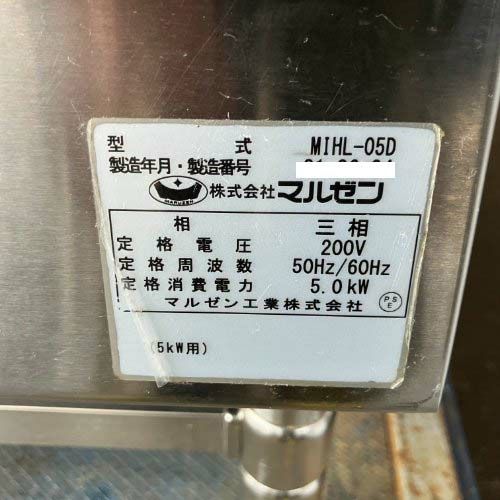 型 式 MIHL-05D
製造年月・製造番号
MARUZEN 株式会社マルゼン
相 三相
定格電圧 200V
定格周波数 50Hz/60Hz
定格消費電力 5.0kW
マルゼン工業株式会社 PSE
(5kW用)